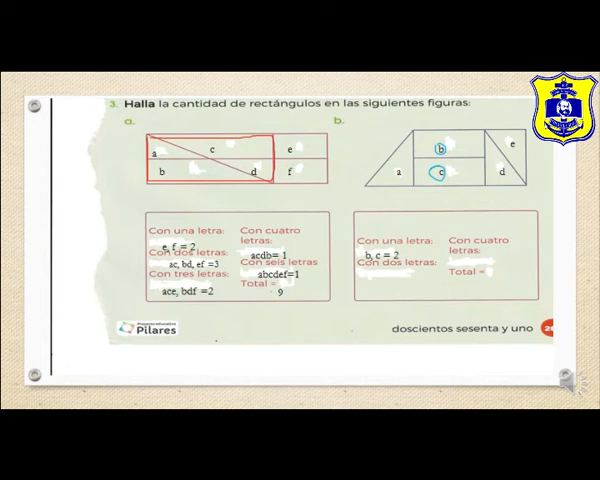 3. Halla la cantidad de rectángulos en las siguientes figuras:
a.
b.
a
c
e
b
d
f
b
e
a
c
d
Con una letra:
e, f = 2
Con dos letras:
ac, bd, ef =3
Con tres letras:
ace, bdf =2
Con cuatro
letras:
acdb= 1
Con seis letras
abcdef=1
Total =
9
Con una letra:
b, c = 2
Con dos letras:
Con cuatro
letras:
Total =
Pilares
doscientos sesenta y uno